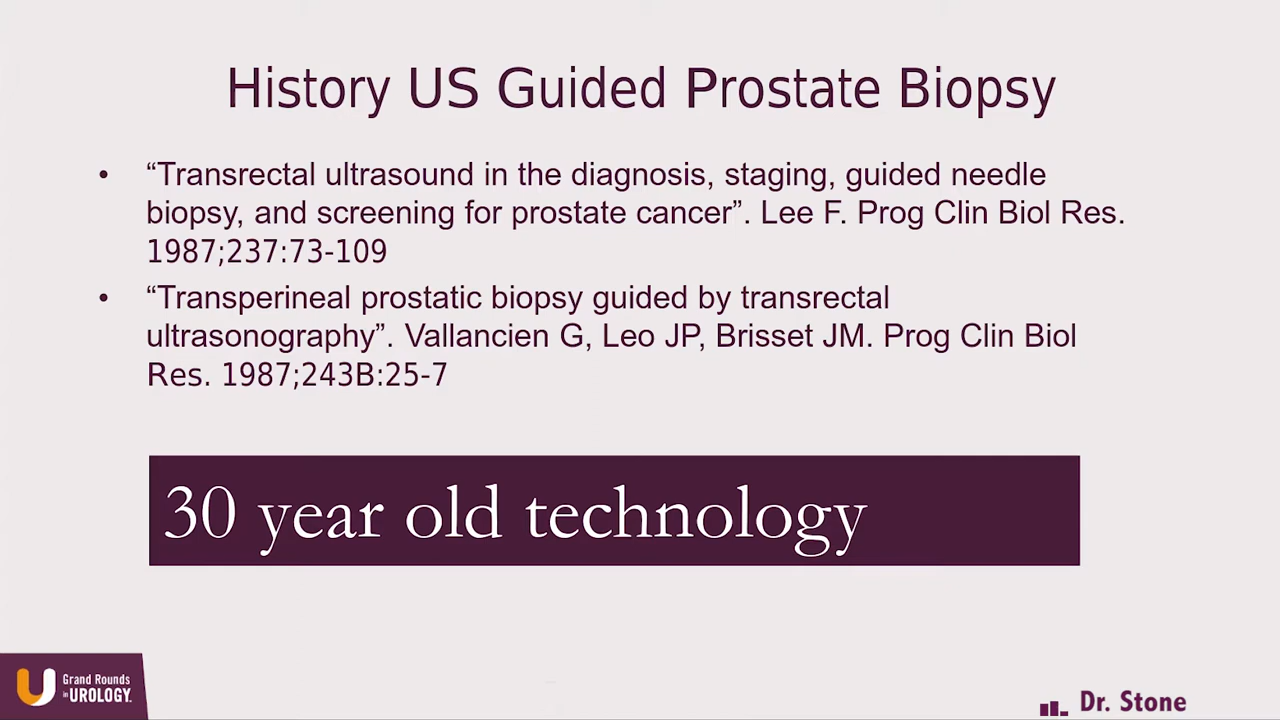 History US Guided Prostate Biopsy
• “Transrectal ultrasound in the diagnosis, staging, guided needle
biopsy, and screening for prostate cancer”. Lee F. Prog Clin Biol Res.
1987;237:73-109
• “Transperineal prostatic biopsy guided by transrectal
ultrasonography”. Vallancien G, Leo JP, Brisset JM. Prog Clin Biol
Res. 1987;243B:25-7
30 year old technology
Grand Rounds
in UROLOGY
Dr. Stone